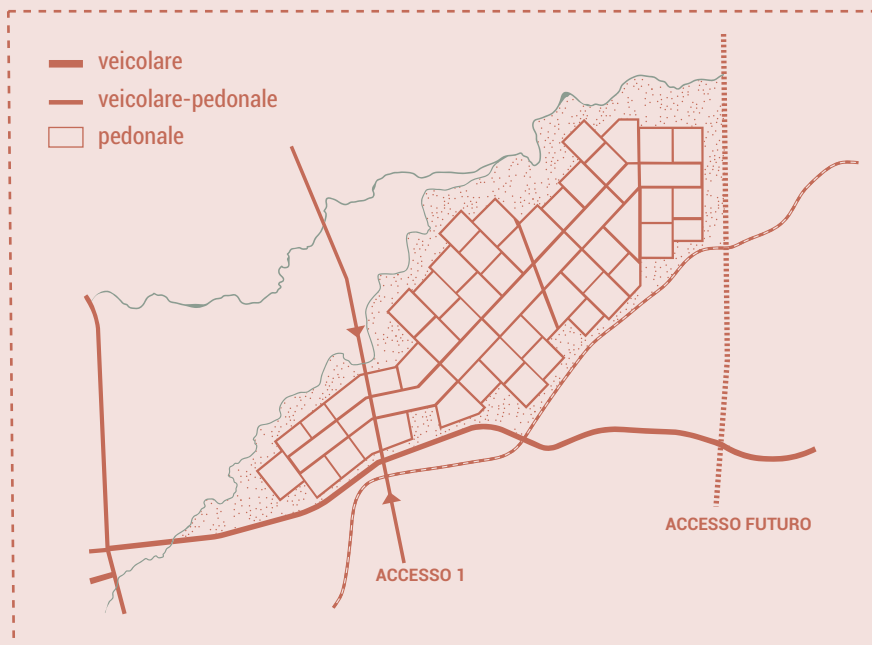 veicolare
veicolare-pedonale
pedonale
ACCESSO FUTURO
ACCESSO 1